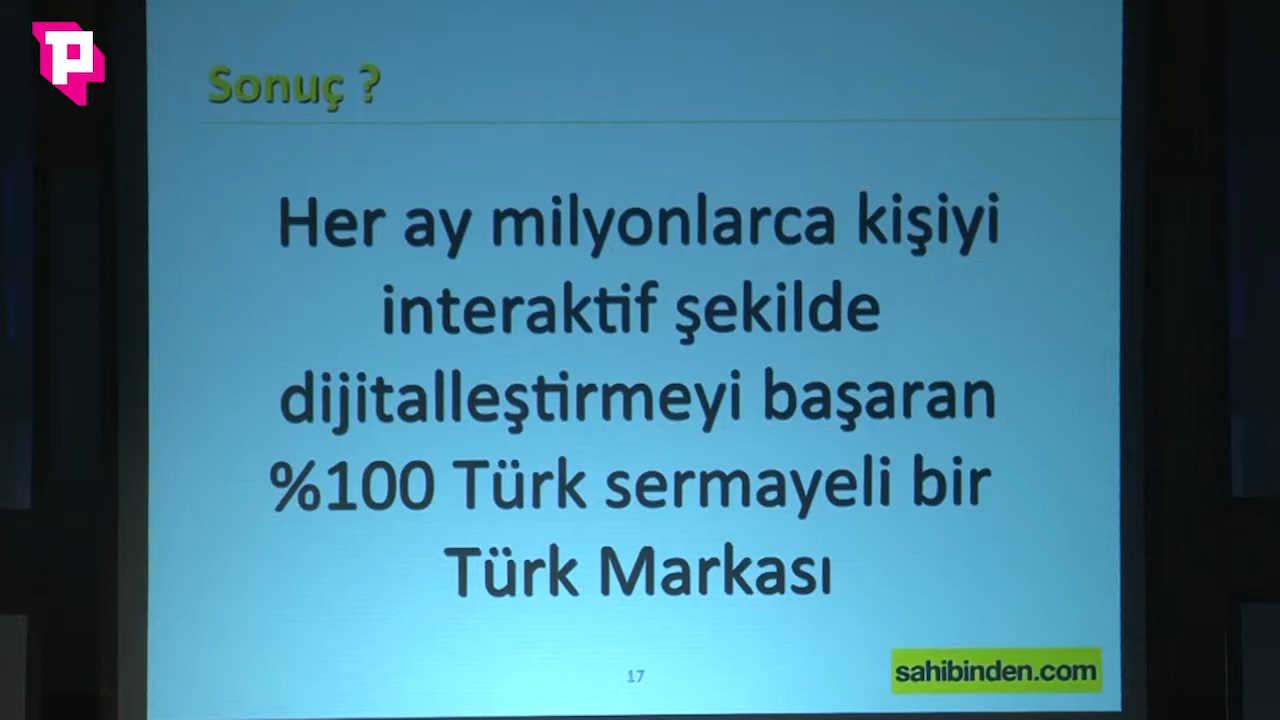 P
Sonuç ?
Her ay milyonlarca kişiyi
interaktif şekilde
dijitalleştirmeyi başaran
%100 Türk sermayeli bir
Türk Markası
17
sahibinden.com